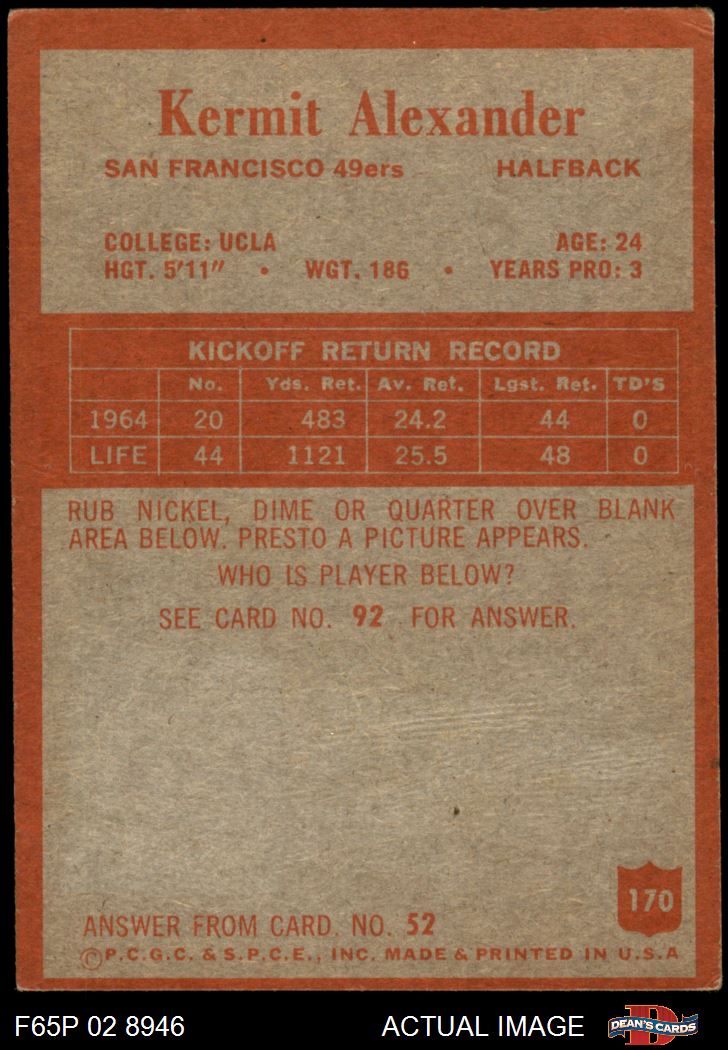 Kermit Alexander
SAN FRANCISCO 49ers HALFBACK
COLLEGE: UCLA AGE: 24
HGT. 5'11" • WGT. 186 • YEARS PRO: 3
KICKOFF RETURN RECORD
No. Yds. Ret. Av. Ret. Lgst. Ret. TD'S
1964 20 483 24.2 44 0
LIFE 44 1121 25.5 48 0
RUB NICKEL, DIME OR QUARTER OVER BLANK
AREA BELOW. PRESTO A PICTURE APPEARS.
WHO IS PLAYER BELOW?
SEE CARD NO. 92 FOR ANSWER.
170
ANSWER FROM CARD. NO. 52
©P.C.G.C. & S.P.C.E., INC. MADE & PRINTED IN U.S.A
F65P 02 8946 ACTUAL IMAGE D DEAN'S CARDS